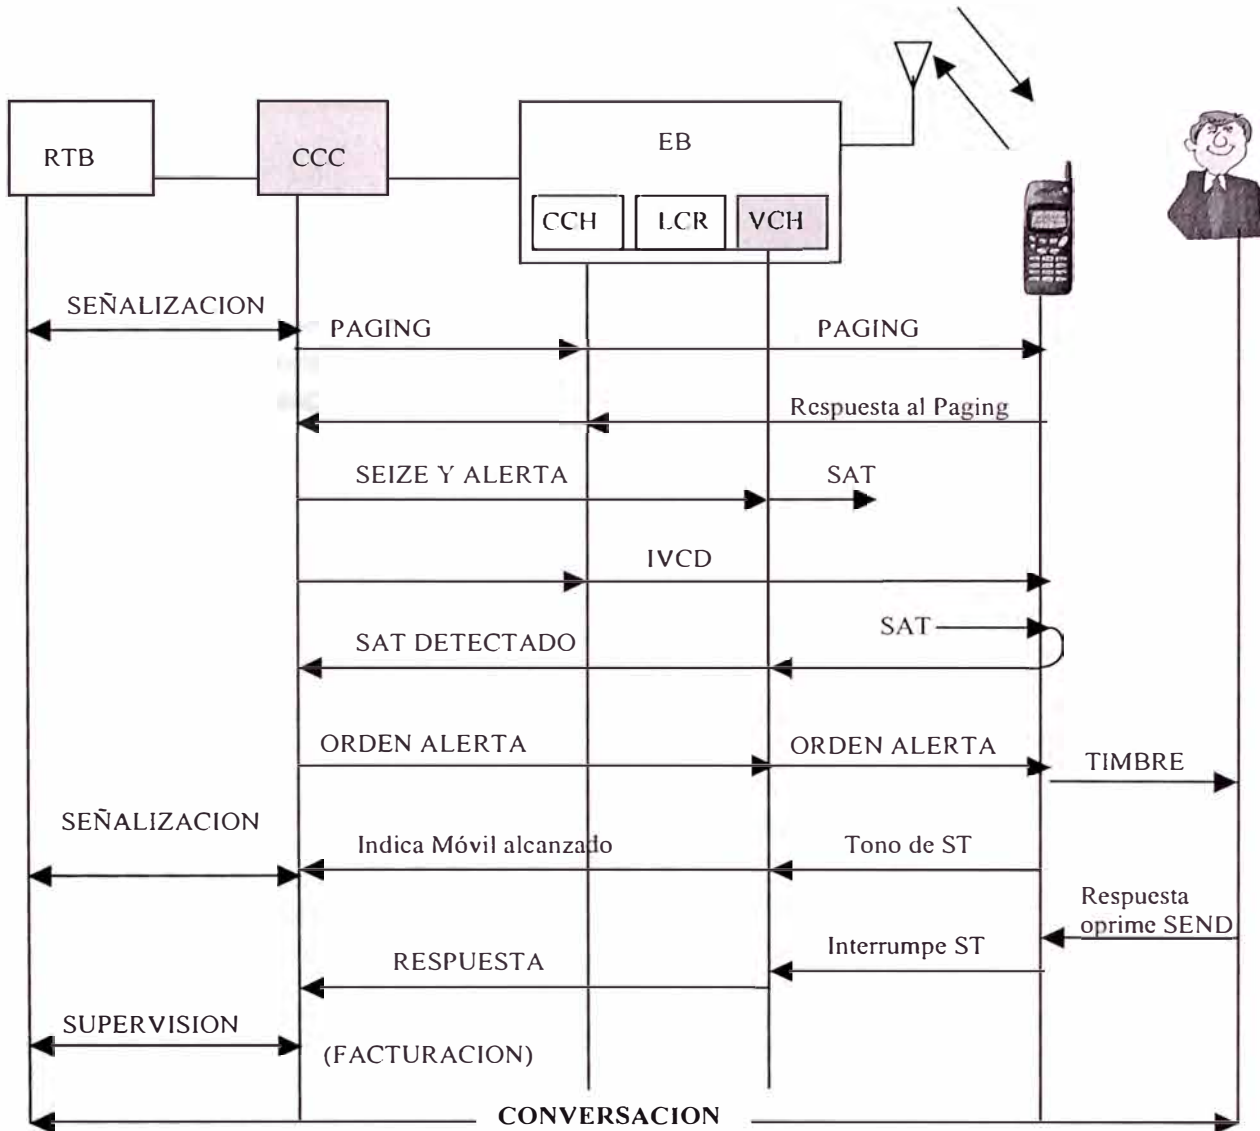 RTB
CCC
EB
CCH
LCR
VCH
SEÑALIZACION
PAGING
PAGING
Respuesta al Paging
SEIZE Y ALERTA
SAT
IVCD
SAT
SAT DETECTADO
ORDEN ALERTA
ORDEN ALERTA
TIMBRE
SEÑALIZACION
Indica Móvil alcanzado
Tono de ST
Respuesta
oprime SEND
Interrumpe ST
RESPUESTA
SUPERVISION
(FACTURACION)
CONVERSACION